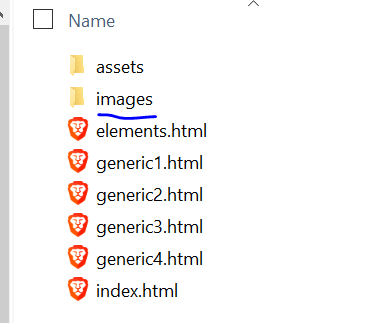 Name
assets
images
elements.html
generic1.html
generic2.html
generic3.html
generic4.html
index.html